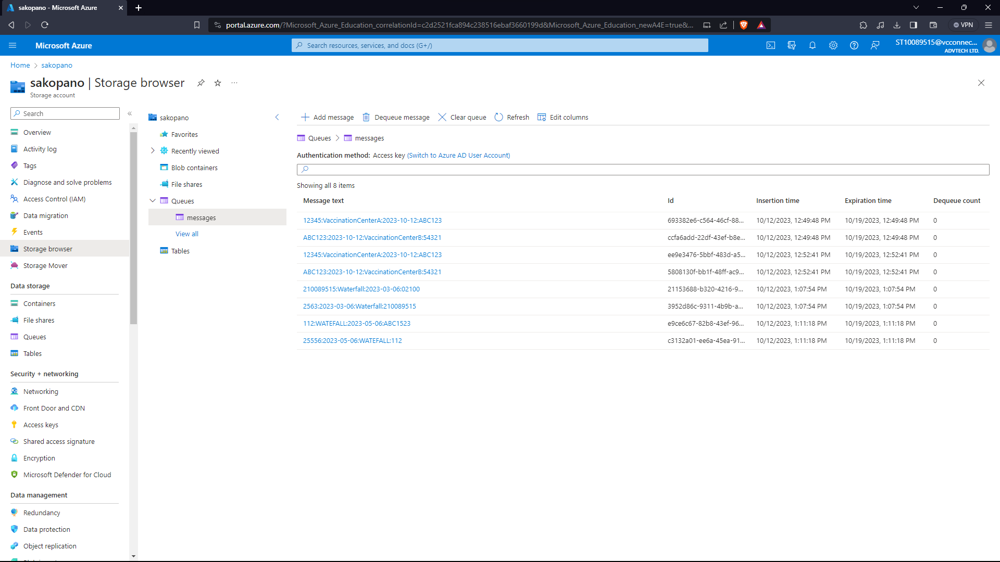 sakopano - Microsoft Azure
portal.azure.com/?Microsoft_Azure_Education_correlationId=c2d2521fca894c238516ebaf3660199d&Microsoft_Azure_Education_newA4E=true&...
VPN
Microsoft Azure
Search resources, services, and docs (G+/)
ST10089515@vcconnec...
ADVTECH LTD.
Home > sakopano
sakopano | Storage browser
Storage account
Search
Overview
Activity log
Tags
Diagnose and solve problems
Access Control (IAM)
Data migration
Events
Storage browser
Storage Mover
Data storage
Containers
File shares
Queues
Tables
Security + networking
Networking
Front Door and CDN
Access keys
Shared access signature
Encryption
Microsoft Defender for Cloud
Data management
Redundancy
Data protection
Object replication
sakopano
Favorites
Recently viewed
Blob containers
File shares
Queues
messages
View all
Tables
Add message Dequeue message Clear queue Refresh Edit columns
Queues > messages
Authentication method: Access key (Switch to Azure AD User Account)
Showing all 8 items
Message text Id Insertion time Expiration time Dequeue count
12345:VaccinationCenterA:2023-10-12:ABC123 693382e6-c564-46cf-88... 10/12/2023, 12:49:48 PM 10/19/2023, 12:49:48 PM 0
ABC123:2023-10-12:VaccinationCenterB:54321 ccfa6add-22df-43ef-b8e... 10/12/2023, 12:49:48 PM 10/19/2023, 12:49:48 PM 0
12345:VaccinationCenterA:2023-10-12:ABC123 ee9e3476-5bbf-483d-a5... 10/12/2023, 12:52:41 PM 10/19/2023, 12:52:41 PM 0
ABC123:2023-10-12:VaccinationCenterB:54321 5808130f-bb1f-48ff-ac9... 10/12/2023, 12:52:41 PM 10/19/2023, 12:52:41 PM 0
210089515:Waterfall:2023-03-06:02100 21153688-b320-4216-9... 10/12/2023, 1:07:54 PM 10/19/2023, 1:07:54 PM 0
2563:2023-03-06:Waterfall:210089515 3952d86c-9311-4b9b-a... 10/12/2023, 1:07:54 PM 10/19/2023, 1:07:54 PM 0
112:WATEFALL:2023-05-06:ABC1523 e9ce6c67-82b8-43ef-96... 10/12/2023, 1:11:18 PM 10/19/2023, 1:11:18 PM 0
25556:2023-05-06:WATEFALL:112 c3132a01-ee6a-45ea-91... 10/12/2023, 1:11:18 PM 10/19/2023, 1:11:18 PM 0